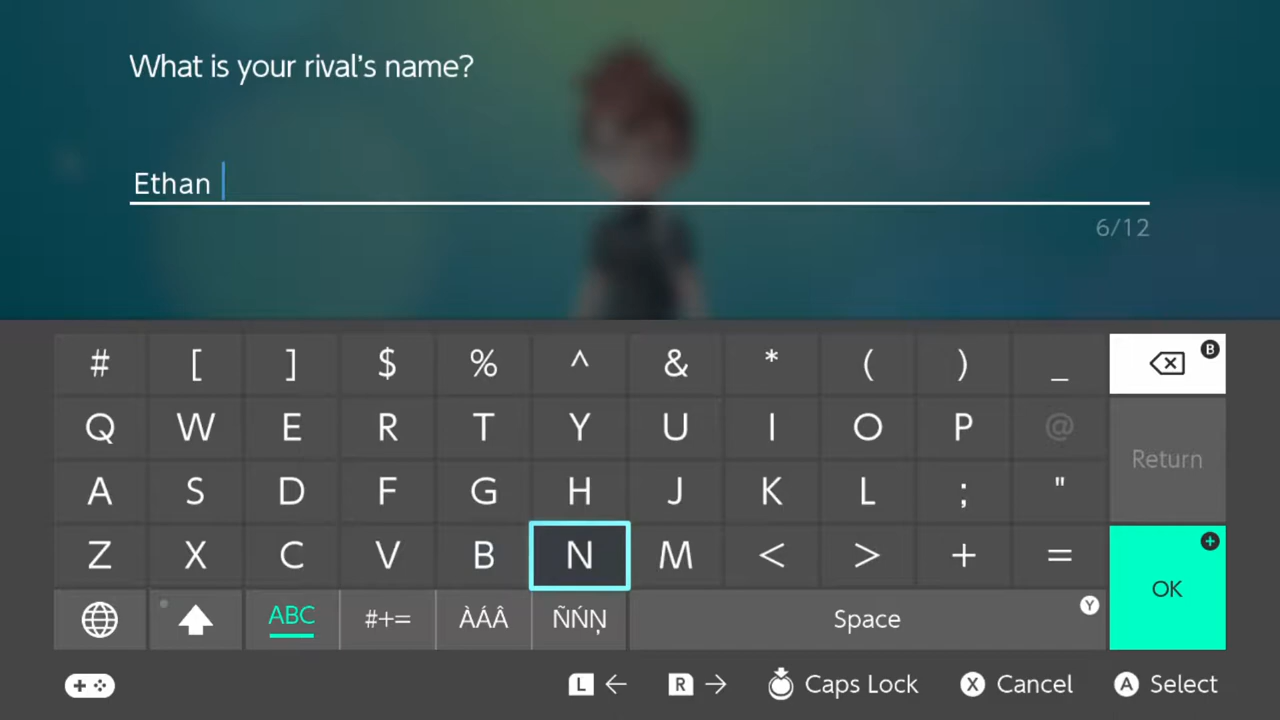 What is your rival's name?
Ethan
6/12
# [ ] $ % ^ & * ( ) _ B
Q W E R T Y U I O P @
Return
A S D F G H J K L ; "
Z X C V B N M < > + = +
OK
ABC #+= ÀÁÂ ÑŃŅ Space Y
L ← R → Caps Lock X Cancel A Select